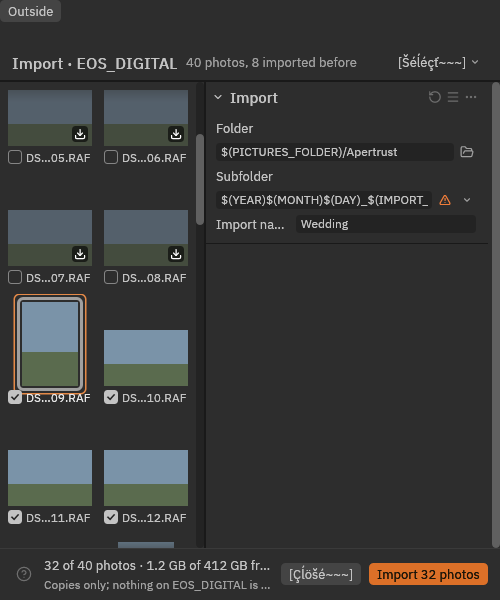 Outside
Import · EOS_DIGITAL 40 photos, 8 imported before [Šéĺéçţ~~~]
DS...05.RAF DS...06.RAF
DS...07.RAF DS...08.RAF
DS...09.RAF DS...10.RAF
DS...11.RAF DS...12.RAF
Import
Folder
$(PICTURES_FOLDER)/Apertrust
Subfolder
$(YEAR)$(MONTH)$(DAY)_$(IMPORT_
Import na... Wedding
32 of 40 photos · 1.2 GB of 412 GB fr...
Copies only; nothing on EOS_DIGITAL is ...
[Çĺöšé~~~] Import 32 photos